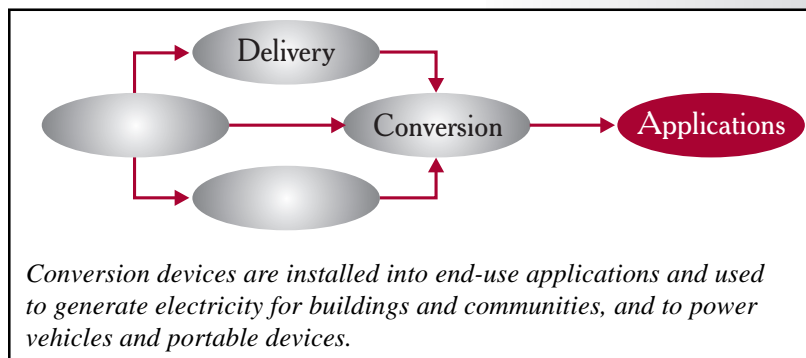 Delivery
Conversion
Applications
Conversion devices are installed into end-use applications and used
to generate electricity for buildings and communities, and to power
vehicles and portable devices.